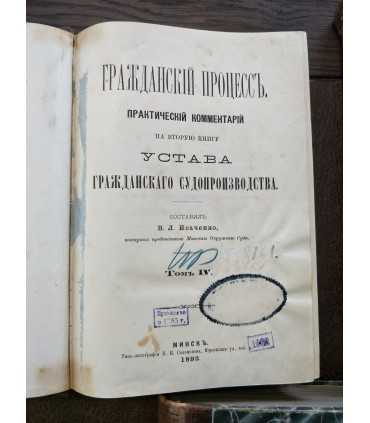 ГРАЖДАНСКІЙ ПРОЦЕССЪ.
ПРАКТИЧЕСКІЙ КОММЕНТАРІЙ
НА ВТОРУЮ КНИГУ
УСТАВА
ГРАЖДАНСКАГО СУДОПРОИЗВОДСТВА.
СОСТАВИЛЪ
В. Л. Исаченко,
Томъ IV.
МИНСКЪ.
1893.